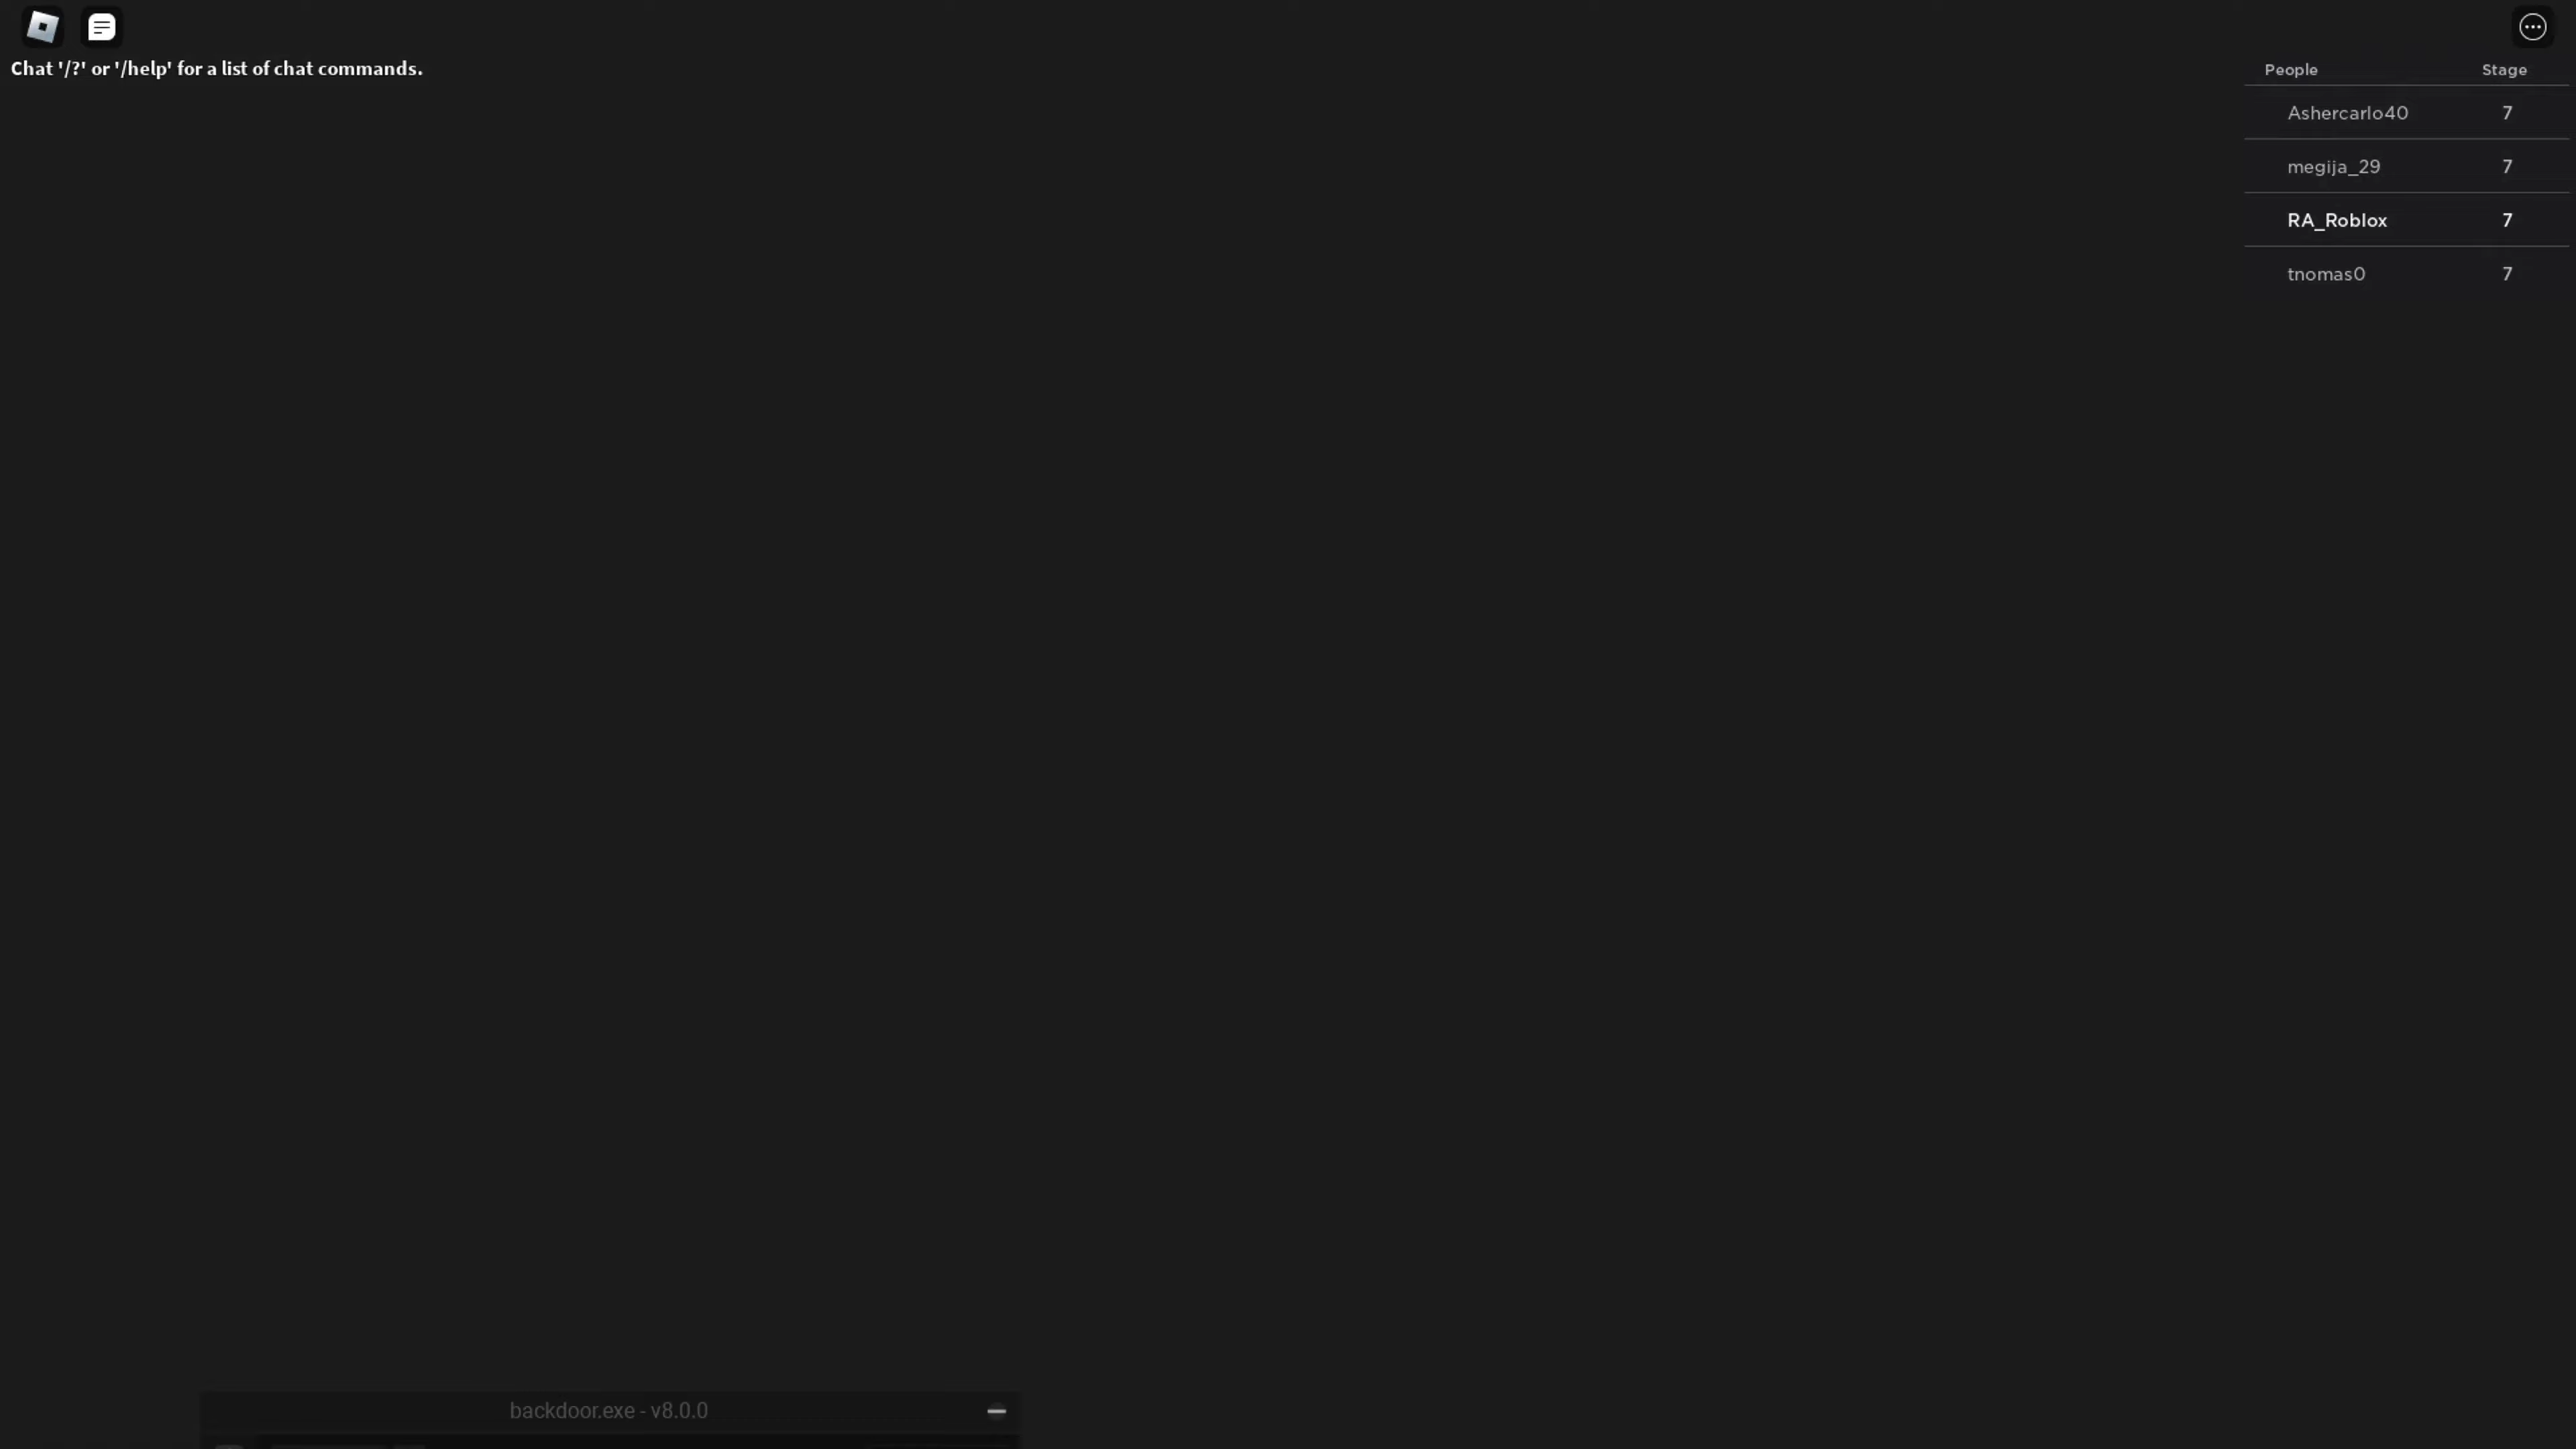 Chat '/?' or '/help' for a list of chat commands.
People Stage
Ashercarlo40 7
megija_29 7
RA_Roblox 7
tnomas0 7
backdoor.exe - v8.0.0